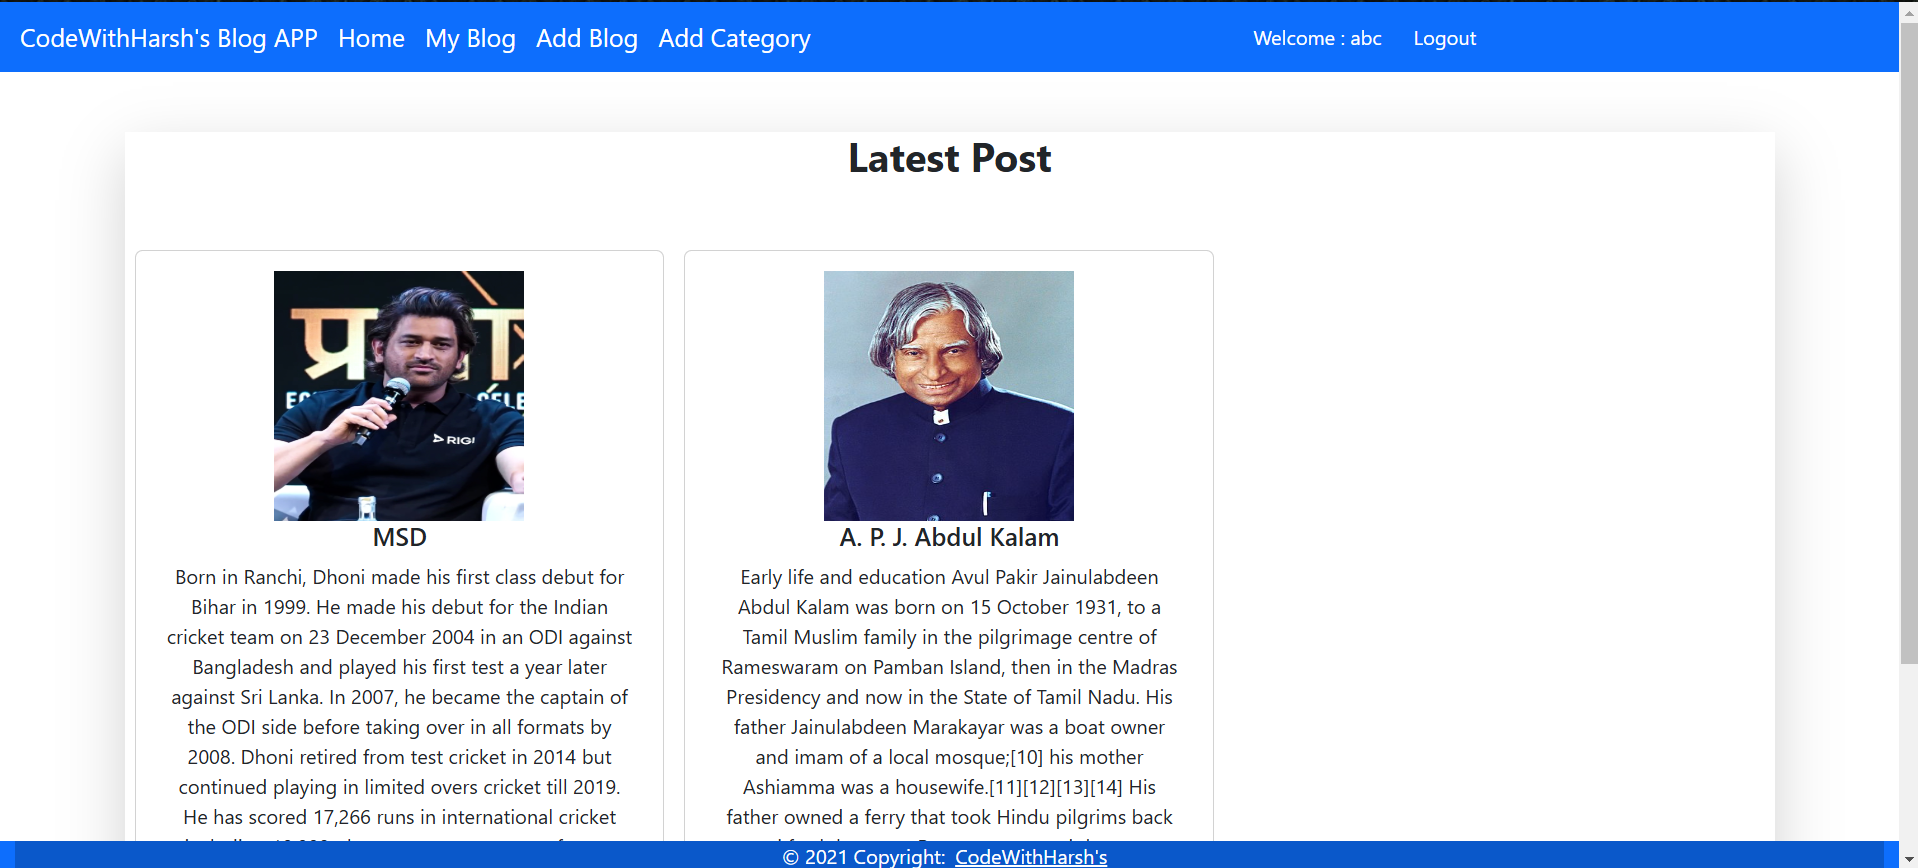 CodeWithHarsh's Blog APP Home My Blog Add Blog Add Category Welcome : abc Logout
Latest Post
प्र
RIGI
MSD
Born in Ranchi, Dhoni made his first class debut for
Bihar in 1999. He made his debut for the Indian
cricket team on 23 December 2004 in an ODI against
Bangladesh and played his first test a year later
against Sri Lanka. In 2007, he became the captain of
the ODI side before taking over in all formats by
2008. Dhoni retired from test cricket in 2014 but
continued playing in limited overs cricket till 2019.
He has scored 17,266 runs in international cricket
A. P. J. Abdul Kalam
Early life and education Avul Pakir Jainulabdeen
Abdul Kalam was born on 15 October 1931, to a
Tamil Muslim family in the pilgrimage centre of
Rameswaram on Pamban Island, then in the Madras
Presidency and now in the State of Tamil Nadu. His
father Jainulabdeen Marakayar was a boat owner
and imam of a local mosque;[10] his mother
Ashiamma was a housewife.[11][12][13][14] His
father owned a ferry that took Hindu pilgrims back
© 2021 Copyright: CodeWithHarsh's